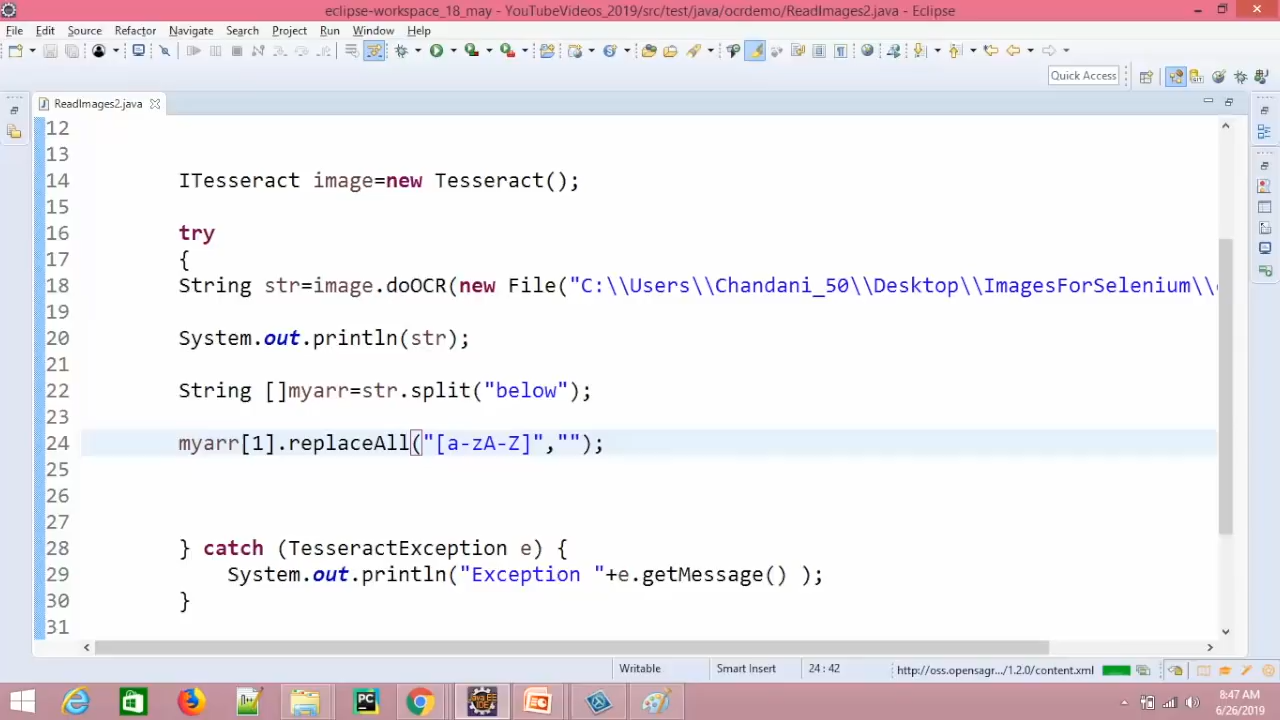 eclipse-workspace_18_may - YouTubeVideos_2019/src/test/java/ocrdemo/ReadImages2.java - Eclipse
File Edit Source Refactor Navigate Search Project Run Window Help
Quick Access
ReadImages2.java
12
13
14 ITesseract image=new Tesseract();
15
16 try
17 {
18 String str=image.doOCR(new File("C:\\Users\\Chandani_50\\Desktop\\ImagesForSelenium\\
19
20 System.out.println(str);
21
22 String []myarr=str.split("below");
23
24 myarr[1].replaceAll("[a-zA-Z]","");
25
26
27
28 } catch (TesseractException e) {
29 System.out.println("Exception "+e.getMessage() );
30 }
31
Writable Smart Insert 24 : 42 http://oss.opensagr.../1.2.0/content.xml
8:47 AM
6/26/2019